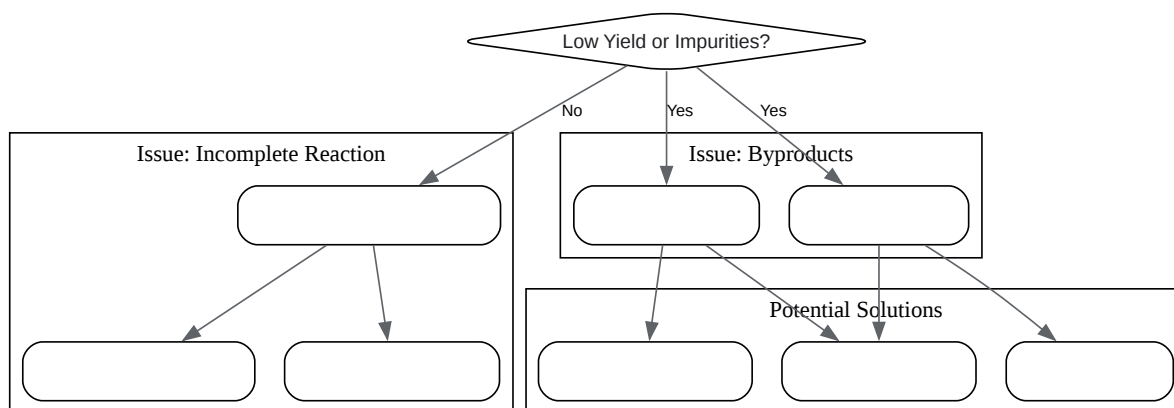 Low Yield or Impurities?
No
Yes
Yes
Issue: Incomplete Reaction
Issue: Byproducts
Potential Solutions